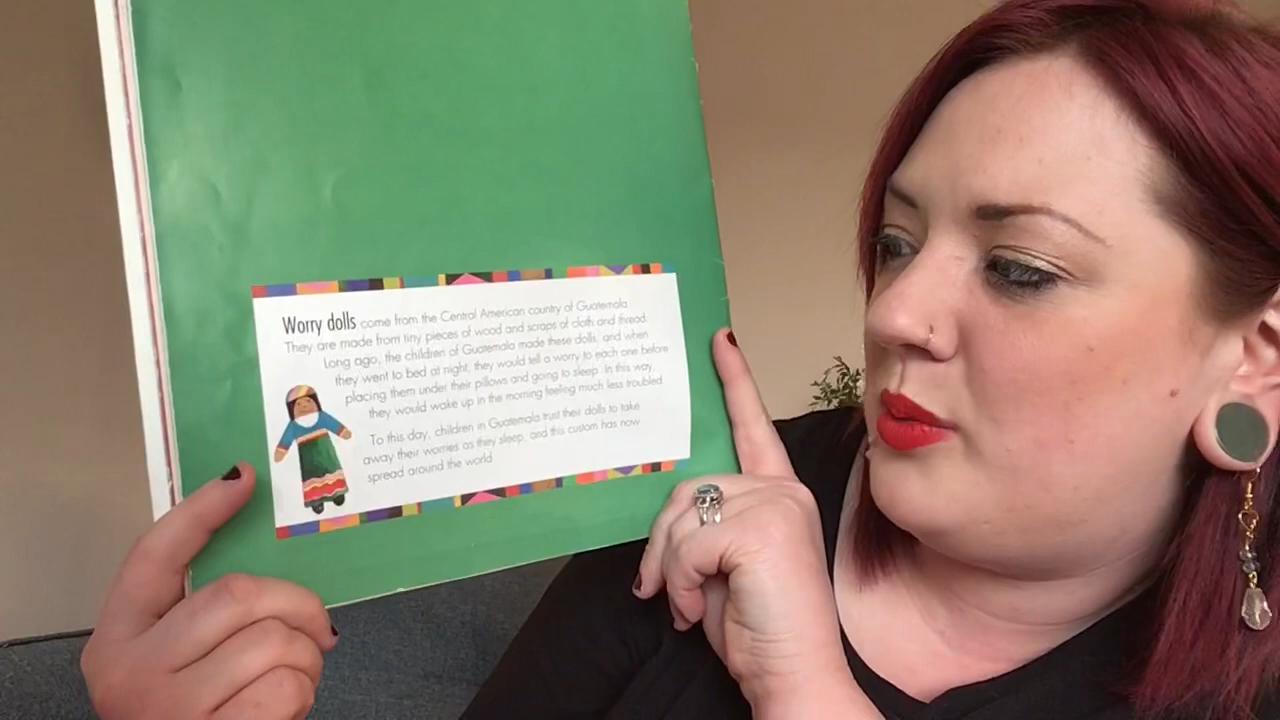 Worry dolls come from the Central American country of Guatemala.
They are made from tiny pieces of wood and scraps of cloth and thread.
Long ago, the children of Guatemala made these dolls, and when
they went to bed at night, they would tell a worry to each one before
placing them under their pillows and going to sleep. In this way,
they would wake up in the morning feeling much less troubled.
To this day, children in Guatemala trust their dolls to take
away their worries as they sleep, and this custom has now
spread around the world.